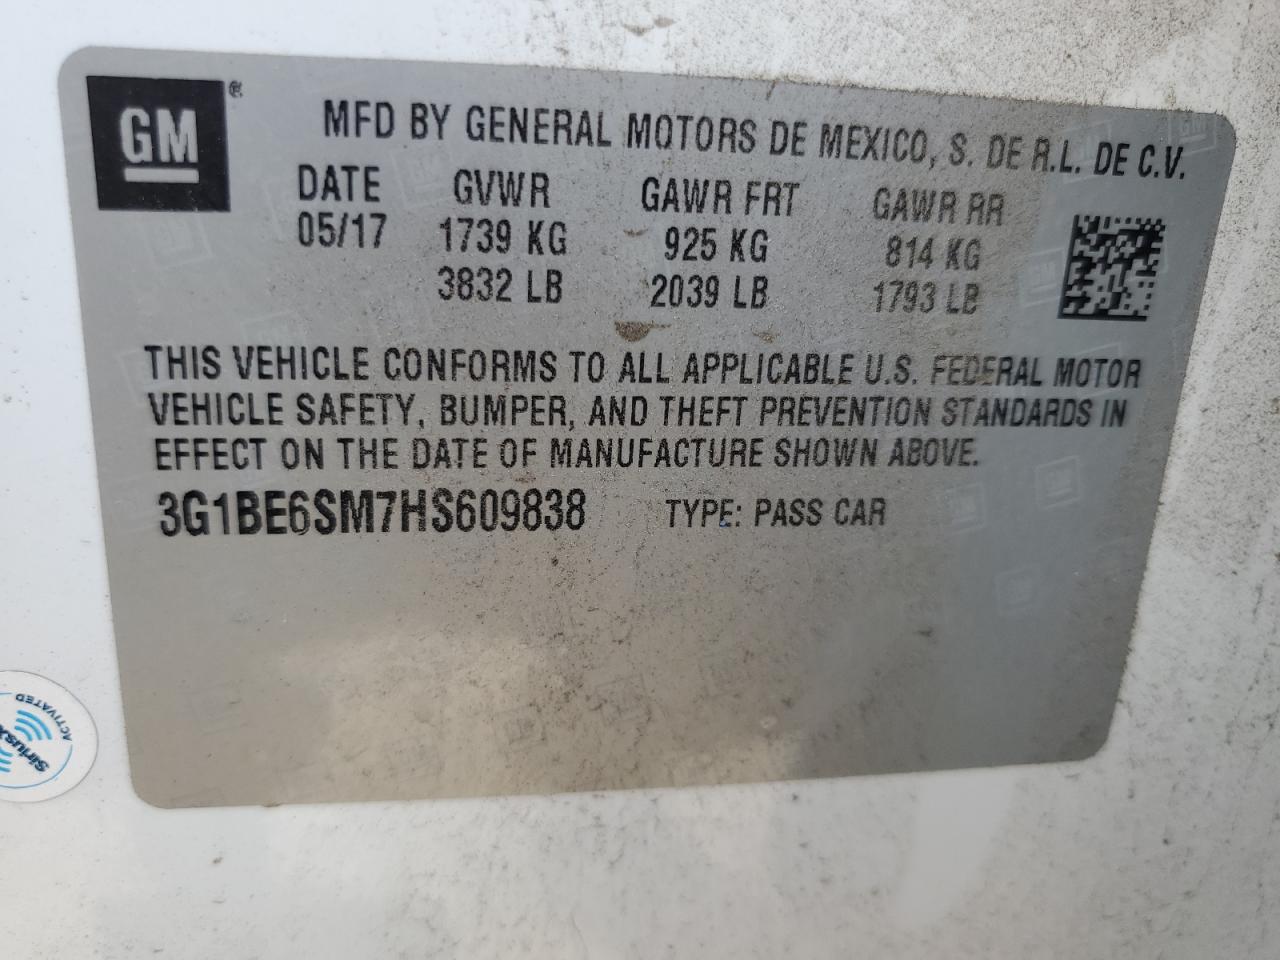 GM®
MFD BY GENERAL MOTORS DE MEXICO, S. DE R.L. DE C.V.
DATE GVWR GAWR FRT GAWR RR
05/17 1739 KG 925 KG 814 KG
3832 LB 2039 LB 1793 LB
THIS VEHICLE CONFORMS TO ALL APPLICABLE U.S. FEDERAL MOTOR
VEHICLE SAFETY, BUMPER, AND THEFT PREVENTION STANDARDS IN
EFFECT ON THE DATE OF MANUFACTURE SHOWN ABOVE.
3G1BE6SM7HS609838 TYPE: PASS CAR
SiriusX
ACTIVATED